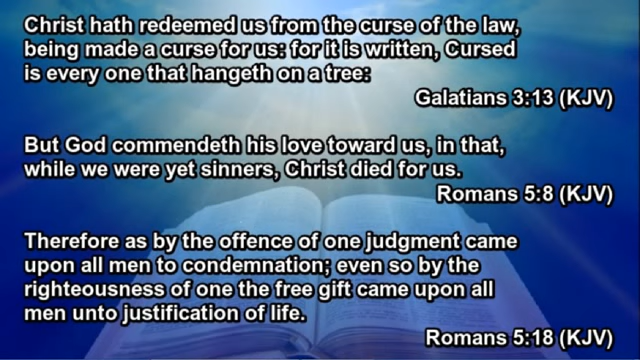 Christ hath redeemed us from the curse of the law,
being made a curse for us: for it is written, Cursed
is every one that hangeth on a tree:
Galatians 3:13 (KJV)
But God commendeth his love toward us, in that,
while we were yet sinners, Christ died for us.
Romans 5:8 (KJV)
Therefore as by the offence of one judgment came
upon all men to condemnation; even so by the
righteousness of one the free gift came upon all
men unto justification of life.
Romans 5:18 (KJV)